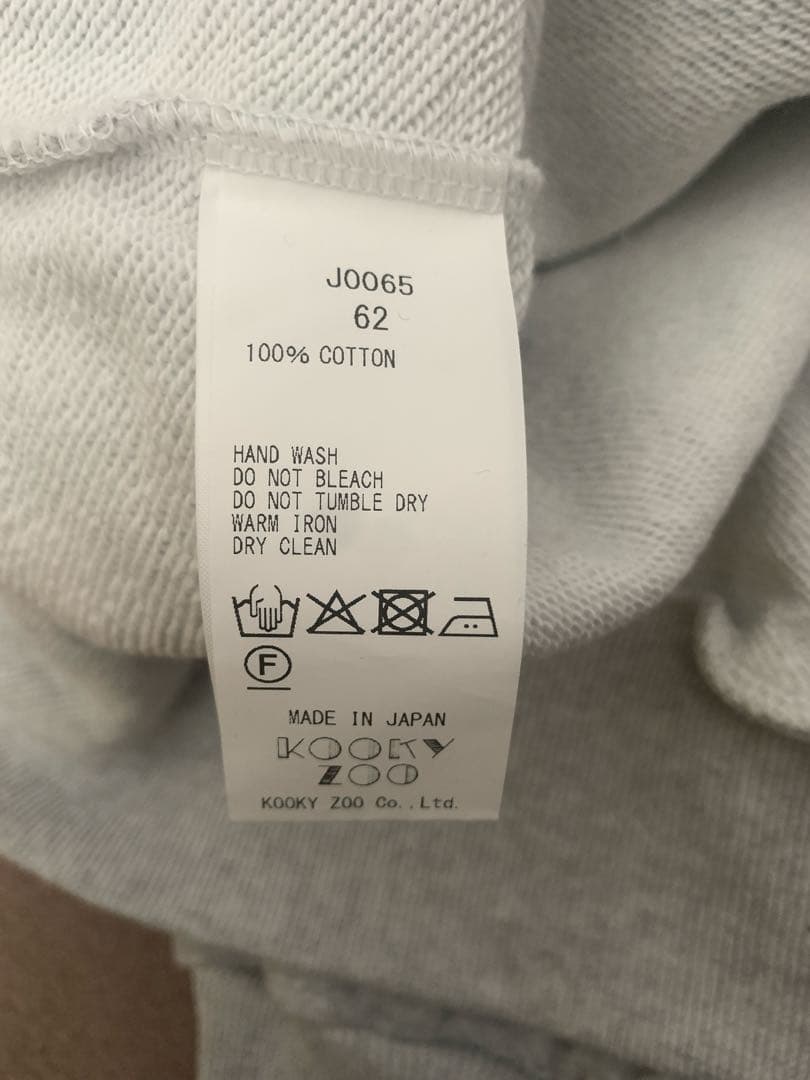 J0065
62
100% COTTON
HAND WASH
DO NOT BLEACH
DO NOT TUMBLE DRY
WARM IRON
DRY CLEAN
F
MADE IN JAPAN
KOOKY
ZOO
KOOKY ZOO Co.,Ltd.